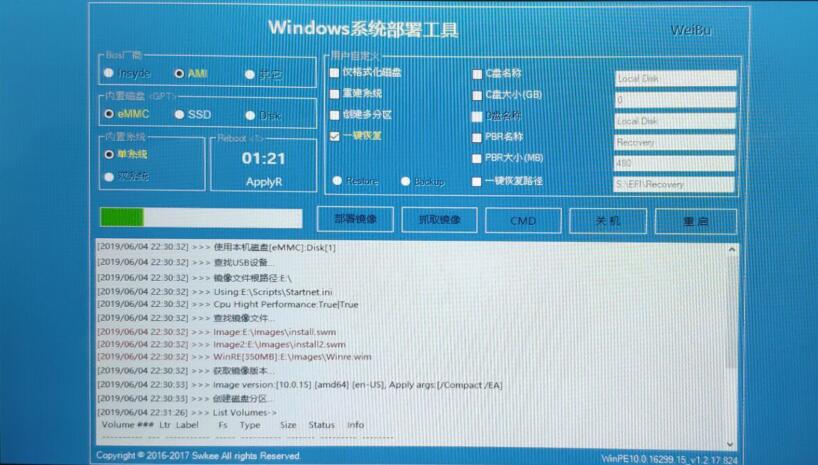 Windows系统部署工具
WeiBu
Bios厂商
Insyde
AMI
其它
内置磁盘 <GPT>
eMMC
SSD
Disk
内置系统
单系统
双系统
Reboot <T>
01:21
ApplyR
用户自定义
仅格式化磁盘
重建系统
创建多分区
一键恢复
Restore
Backup
C盘名称
Local Disk
C盘大小(GB)
0
D盘名称
Local Disk
PBR名称
Recovery
PBR大小(MB)
480
一键恢复路径
S:\EFI\Recovery
部署镜像
抓取镜像
CMD
关 机
重 启
[2019/06/04 22:30:32] >>> 使用本机磁盘[eMMC]:Disk[1]
[2019/06/04 22:30:32] >>> 查找USB设备...
[2019/06/04 22:30:32] >>> 镜像文件根路径:E:\
[2019/06/04 22:30:32] >>> Using:E:\Scripts\Startnet.ini
[2019/06/04 22:30:32] >>> Cpu Hight Performance:True|True
[2019/06/04 22:30:32] >>> 查找镜像文件...
[2019/06/04 22:30:32] >>> Image:E:\Images\install.swm
[2019/06/04 22:30:32] >>> Image2:E:\Images\install2.swm
[2019/06/04 22:30:32] >>> WinRE[350MB]:E:\Images\Winre.wim
[2019/06/04 22:30:32] >>> 获取镜像版本...
[2019/06/04 22:30:33] >>> Image version:[10.0.15] [amd64] [en-US], Apply args:[/Compact /EA]
[2019/06/04 22:30:33] >>> 创建磁盘分区...
[2019/06/04 22:31:26] >>> List Volumes->
Volume ### Ltr Label Fs Type Size Status Info
Copyright © 2016-2017 Swkee All rights Reserved.
WinPE10.0.16299.15_v1.2.17.824